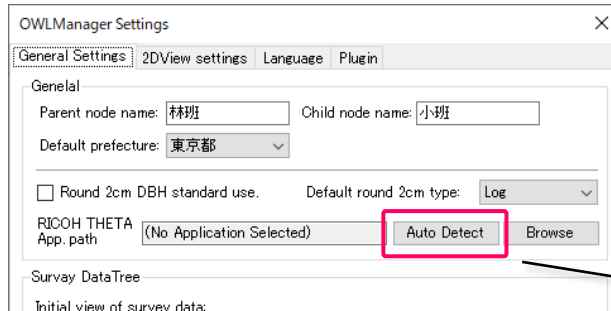 OWLManager Settings
General Settings 2DView settings Language Plugin
Genelal
Parent node name: 林班 Child node name: 小班
Default prefecture: 東京都
Round 2cm DBH standard use. Default round 2cm type: Log
RICOH THETA
App. path (No Application Selected) Auto Detect Browse
Survay DataTree
Initial view of survey data: